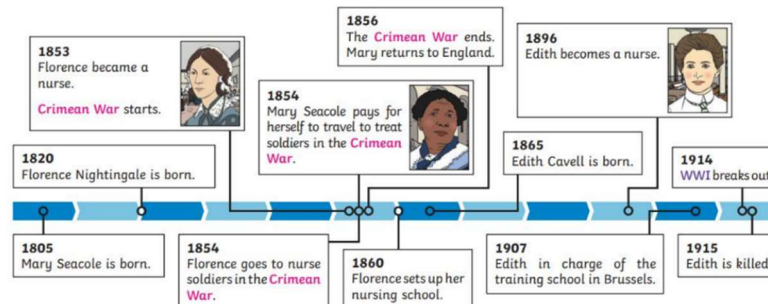 1853
Florence became a
nurse.
Crimean War starts.
1856
The Crimean War ends.
Mary returns to England.
1896
Edith becomes a nurse.
1854
Mary Seacole pays for
herself to travel to treat
soldiers in the Crimean
War.
1820
Florence Nightingale is born.
1865
Edith Cavell is born.
1914
WWI breaks out
1805
Mary Seacole is born.
1854
Florence goes to nurse
soldiers in the Crimean
War.
1860
Florence sets up her
nursing school.
1907
Edith in charge of the
training school in Brussels.
1915
Edith is killed